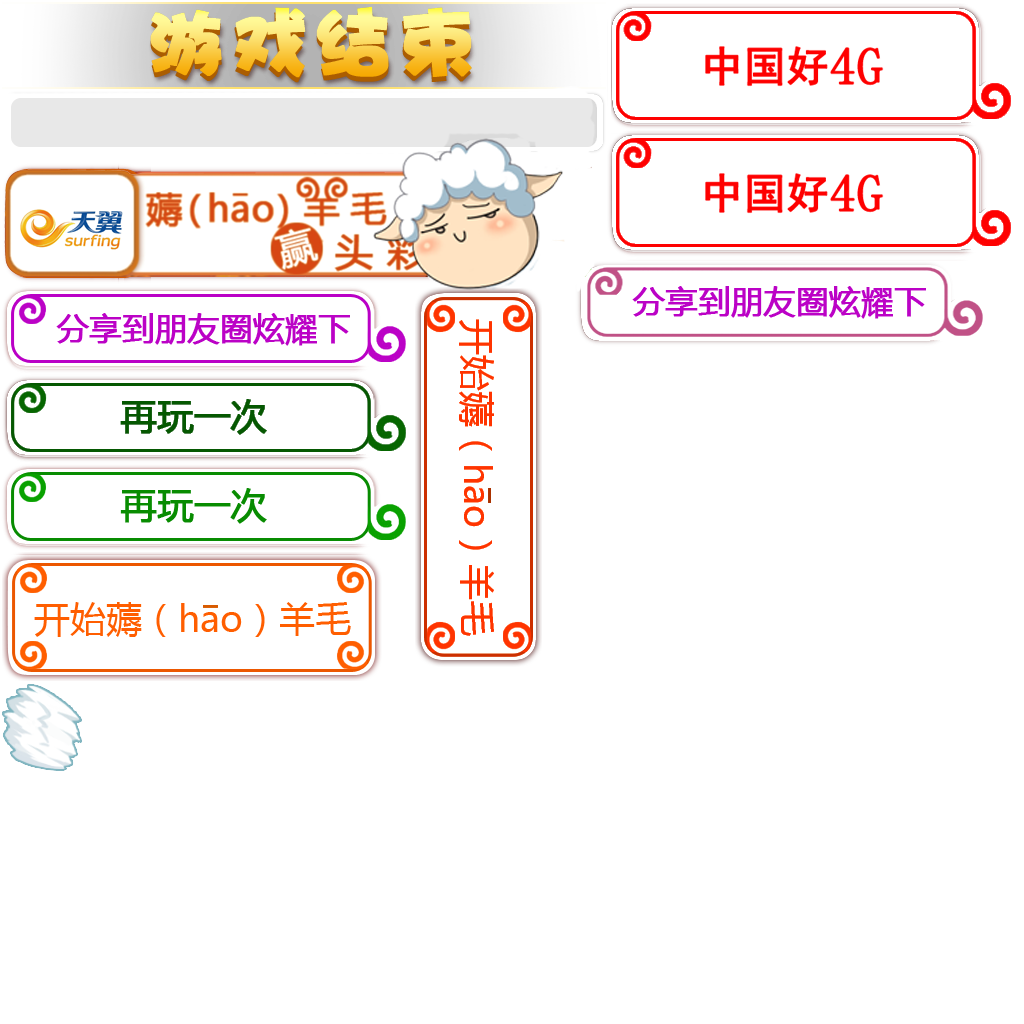 游戏结束
中国好4G
中国好4G
天翼
surfing
薅(hāo)羊毛
赢头彩
分享到朋友圈炫耀下
分享到朋友圈炫耀下
再玩一次
再玩一次
开始薅（hāo）羊毛
开始薅（hāo）羊毛